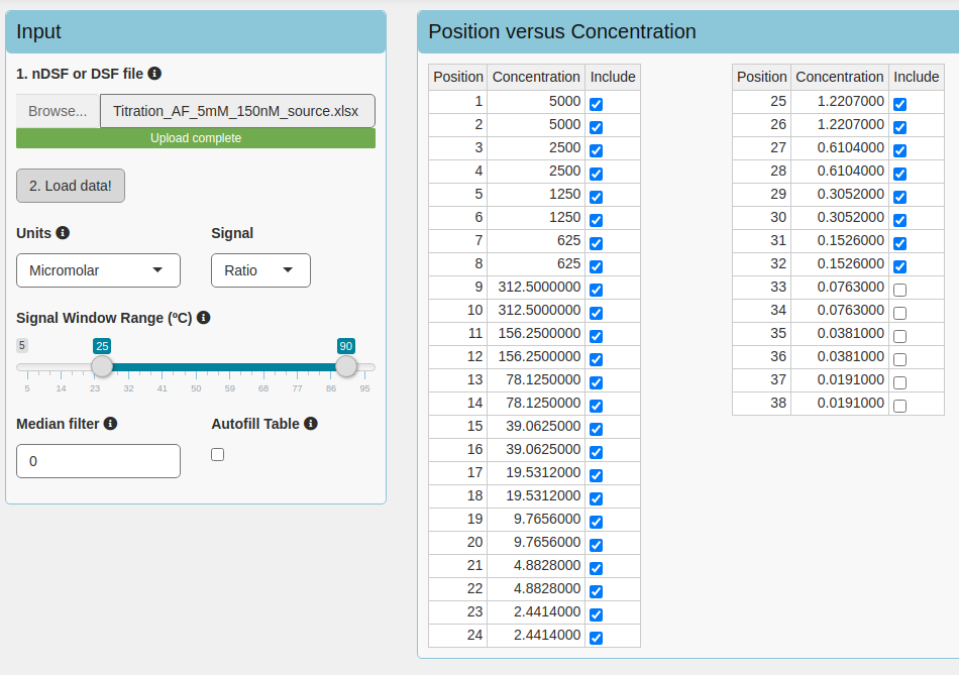 Input
1. nDSF or DSF file
Browse... Titration_AF_5mM_150nM_source.xlsx
Upload complete
2. Load data!
Units Signal
Micromolar Ratio
Signal Window Range (ºC)
5 25 90
5 14 23 32 41 50 59 68 77 86 95
Median filter Autofill Table
0
Position versus Concentration
Position Concentration Include
1 5000
2 5000
3 2500
4 2500
5 1250
6 1250
7 625
8 625
9 312.5000000
10 312.5000000
11 156.2500000
12 156.2500000
13 78.1250000
14 78.1250000
15 39.0625000
16 39.0625000
17 19.5312000
18 19.5312000
19 9.7656000
20 9.7656000
21 4.8828000
22 4.8828000
23 2.4414000
24 2.4414000
Position Concentration Include
25 1.2207000
26 1.2207000
27 0.6104000
28 0.6104000
29 0.3052000
30 0.3052000
31 0.1526000
32 0.1526000
33 0.0763000
34 0.0763000
35 0.0381000
36 0.0381000
37 0.0191000
38 0.0191000